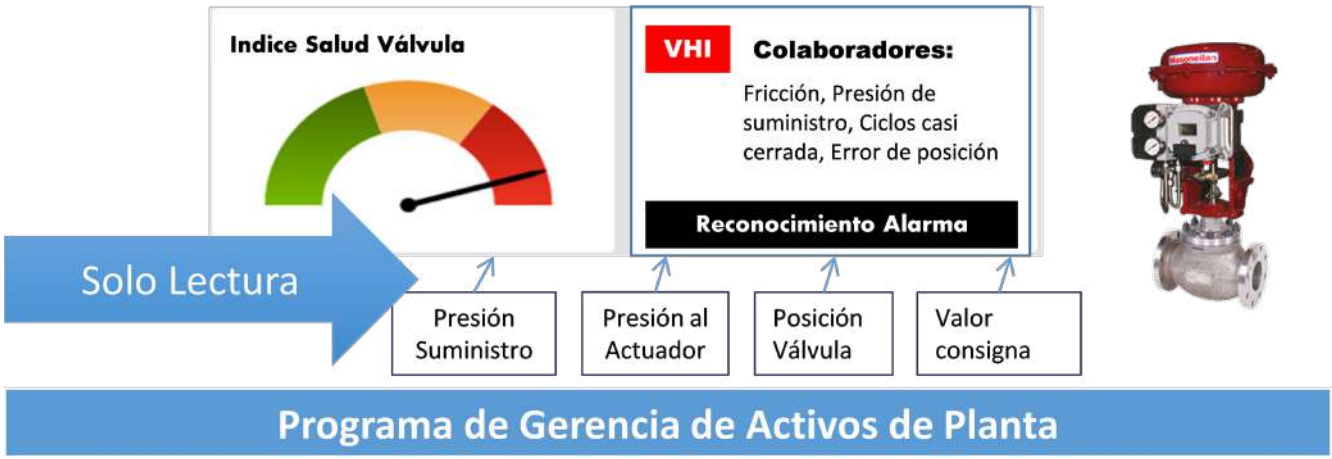 Indice Salud Válvula
VHI
Colaboradores:
Fricción, Presión de
suministro, Ciclos casi
cerrada, Error de posición
Reconocimiento Alarma
Masoneilan
Solo Lectura
Presión
Suministro
Presión al
Actuador
Posición
Válvula
Valor
consigna
Programa de Gerencia de Activos de Planta